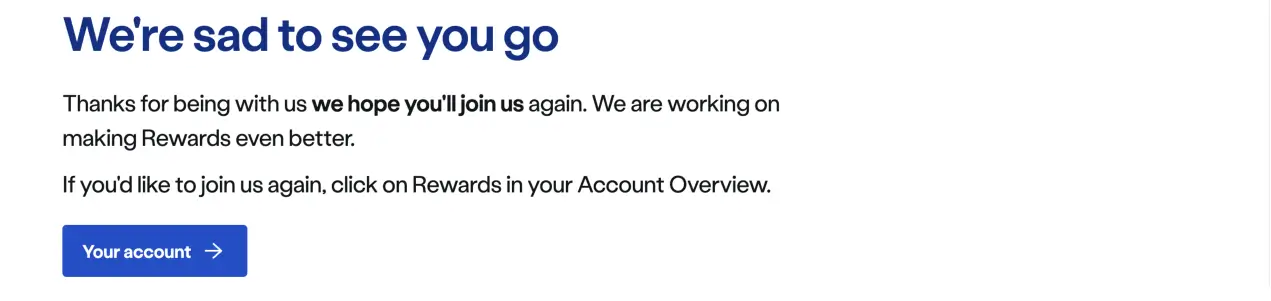 We're sad to see you go
Thanks for being with us we hope you'll join us again. We are working on
making Rewards even better.
If you'd like to join us again, click on Rewards in your Account Overview.
Your account →